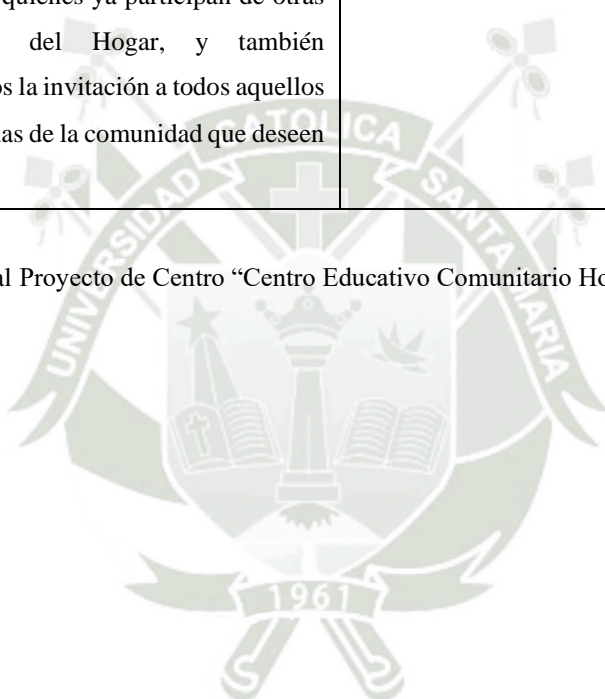 quienes ya participan de otras
del Hogar, y también
os la invitación a todos aquellos
as de la comunidad que deseen
al Proyecto de Centro “Centro Educativo Comunitario Ho
UNIVERSIDAD CATOLICA SANTA MARIA
1961